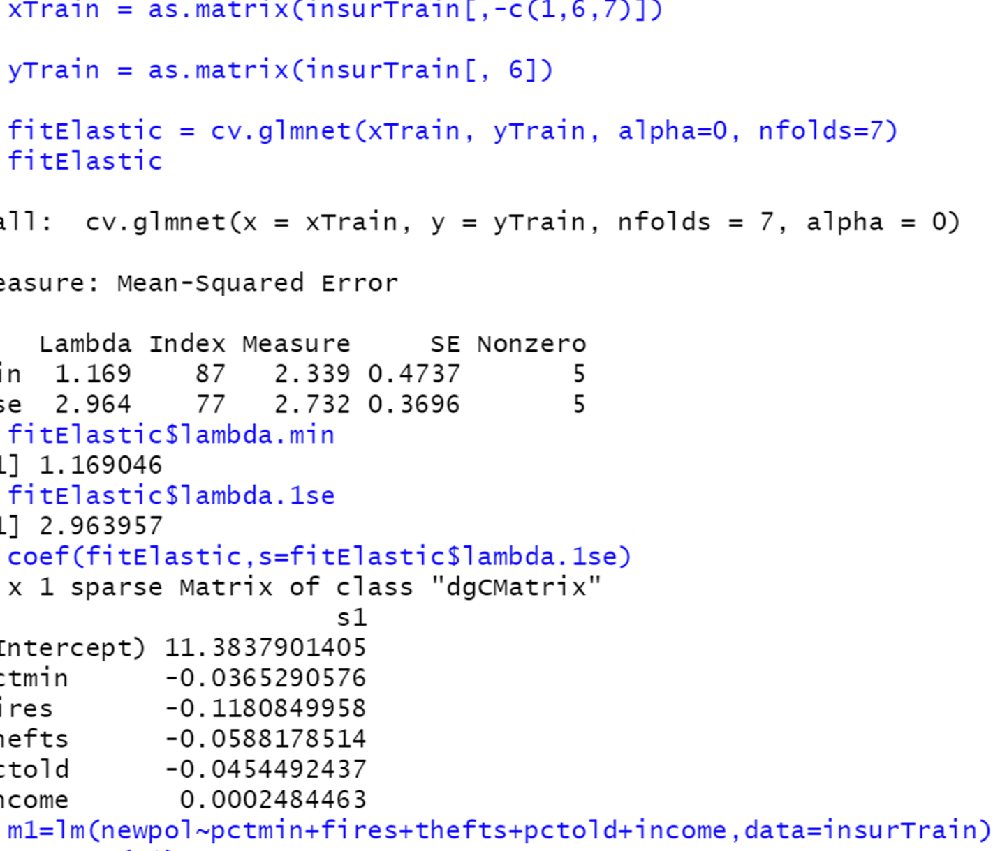 xTrain = as.matrix(insurTrain[,-c(1,6,7)])
yTrain = as.matrix(insurTrain[, 6])
fitElastic = cv.glmnet(xTrain, yTrain, alpha=0, nfolds=7)
fitElastic
all:  cv.glmnet(x = xTrain, y = yTrain, nfolds = 7, alpha = 0)
easure: Mean-Squared Error
Lambda Index Measure SE Nonzero
in 1.169 87 2.339 0.4737 5
se 2.964 77 2.732 0.3696 5
fitElastic$lambda.min
1] 1.169046
fitElastic$lambda.1se
1] 2.963957
coef(fitElastic,s=fitElastic$lambda.1se)
x 1 sparse Matrix of class "dgCMatrix"
s1
Intercept) 11.3837901405
ctmin -0.0365290576
ires -0.1180849958
hefts -0.0588178514
ctold -0.0454492437
ncome 0.0002484463
m1=lm(newpol~pctmin+fires+thefts+pctold+income,data=insurTrain)